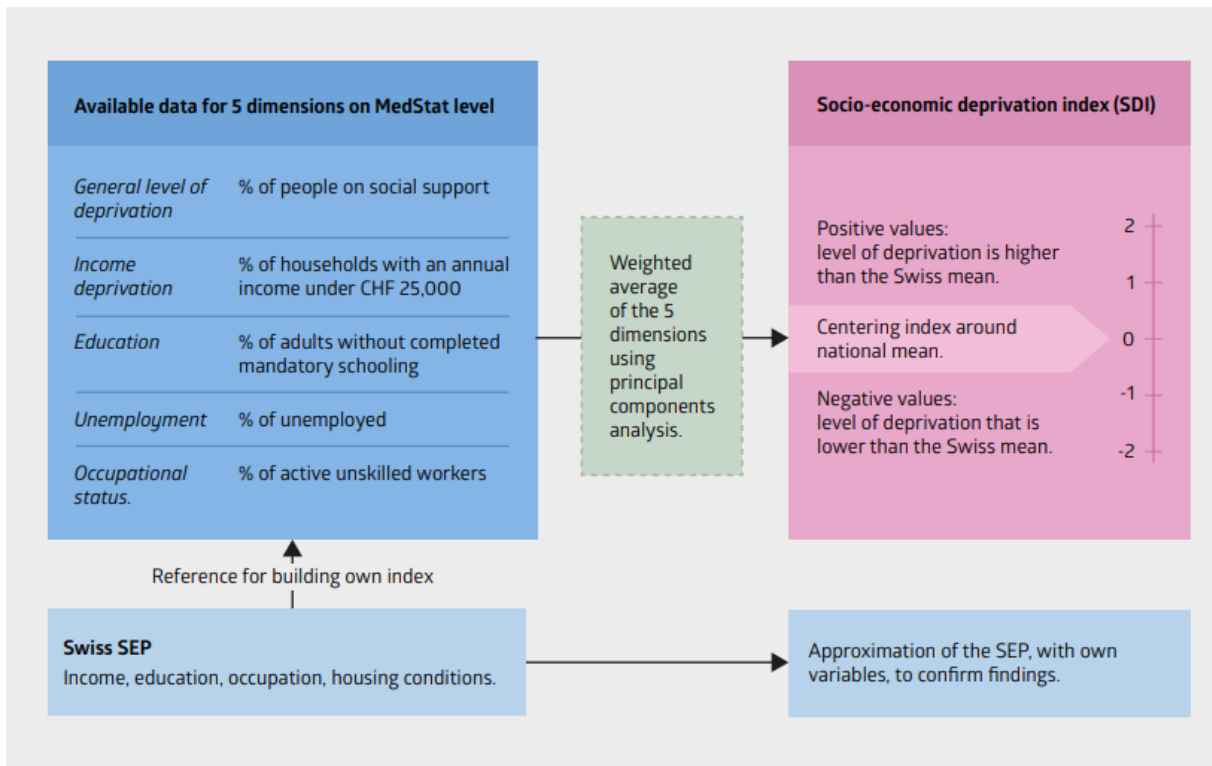 Available data for 5 dimensions on MedStat level
General level of
deprivation
% of people on social support
Income
deprivation
% of households with an annual
income under CHF 25,000
Education
% of adults without completed
mandatory schooling
Unemployment
% of unemployed
Occupational
status.
% of active unskilled workers
Weighted
average
of the 5
dimensions
using
principal
components
analysis.
Socio-economic deprivation index (SDI)
Positive values:
level of deprivation is higher
than the Swiss mean.
Centering index around
national mean.
Negative values:
level of deprivation that is
lower than the Swiss mean.
2
1
0
-1
-2
Reference for building own index
Swiss SEP
Income, education, occupation, housing conditions.
Approximation of the SEP, with own
variables, to confirm findings.